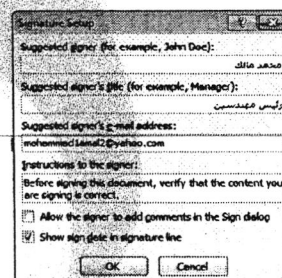 Signature Setup
Suggested signer (for example, John Doe):
محمد مالك
Suggested signer's title (for example, Manager):
رئيس مهندسين
Suggested signer's e-mail address:
mohammed1amal2@yahoo.com
Instructions to the signer:
Before signing this document, verify that the content you
are signing is correct.
Allow the signer to add comments in the Sign dialog
Show sign date in signature line
OK
Cancel